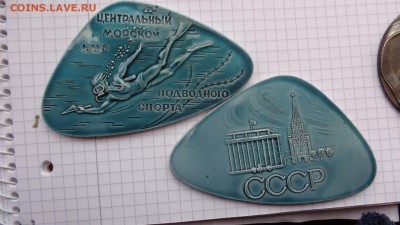 COINS.LAVE.RU
ЦЕНТРАЛЬНЫЙ
МОРСКОЙ
КЛУБ
ПОДВОДНОГО
СПОРТА
СССР